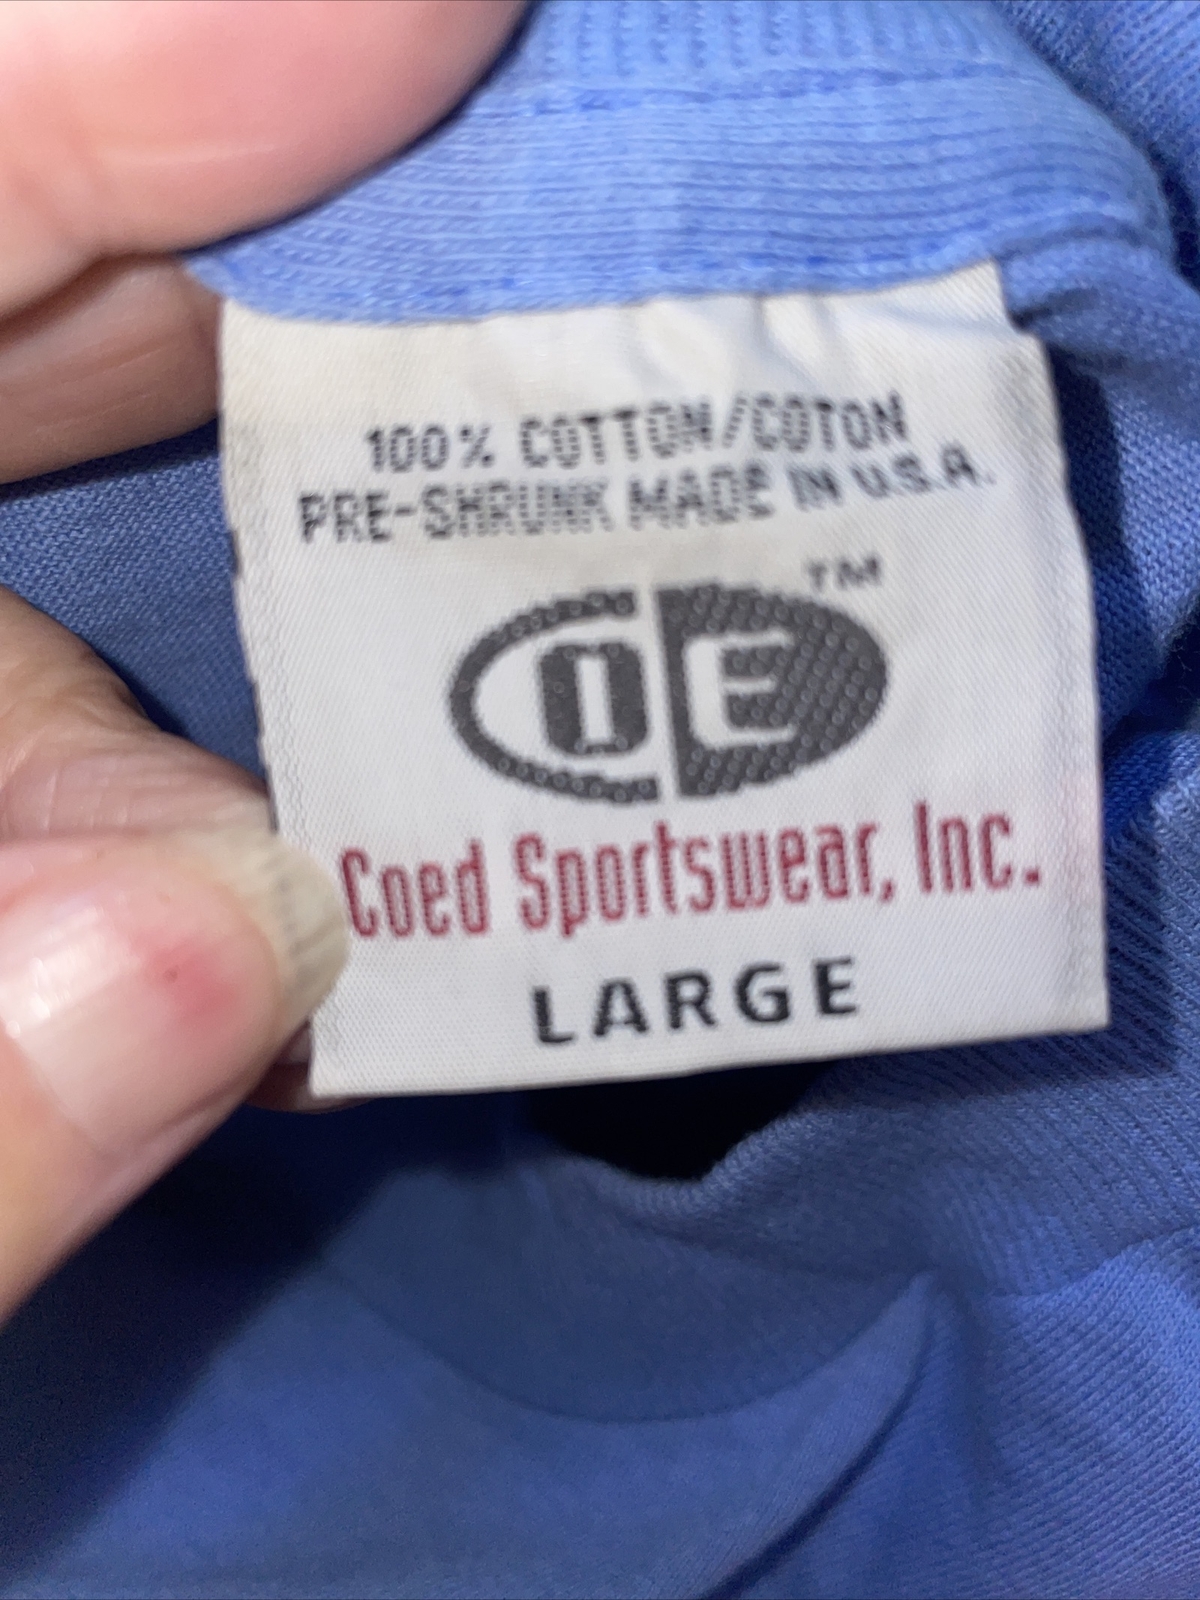 100% COTTON/COTON
PRE-SHRUNK MADE IN U.S.A.
TM
Coed Sportswear, Inc.
LARGE